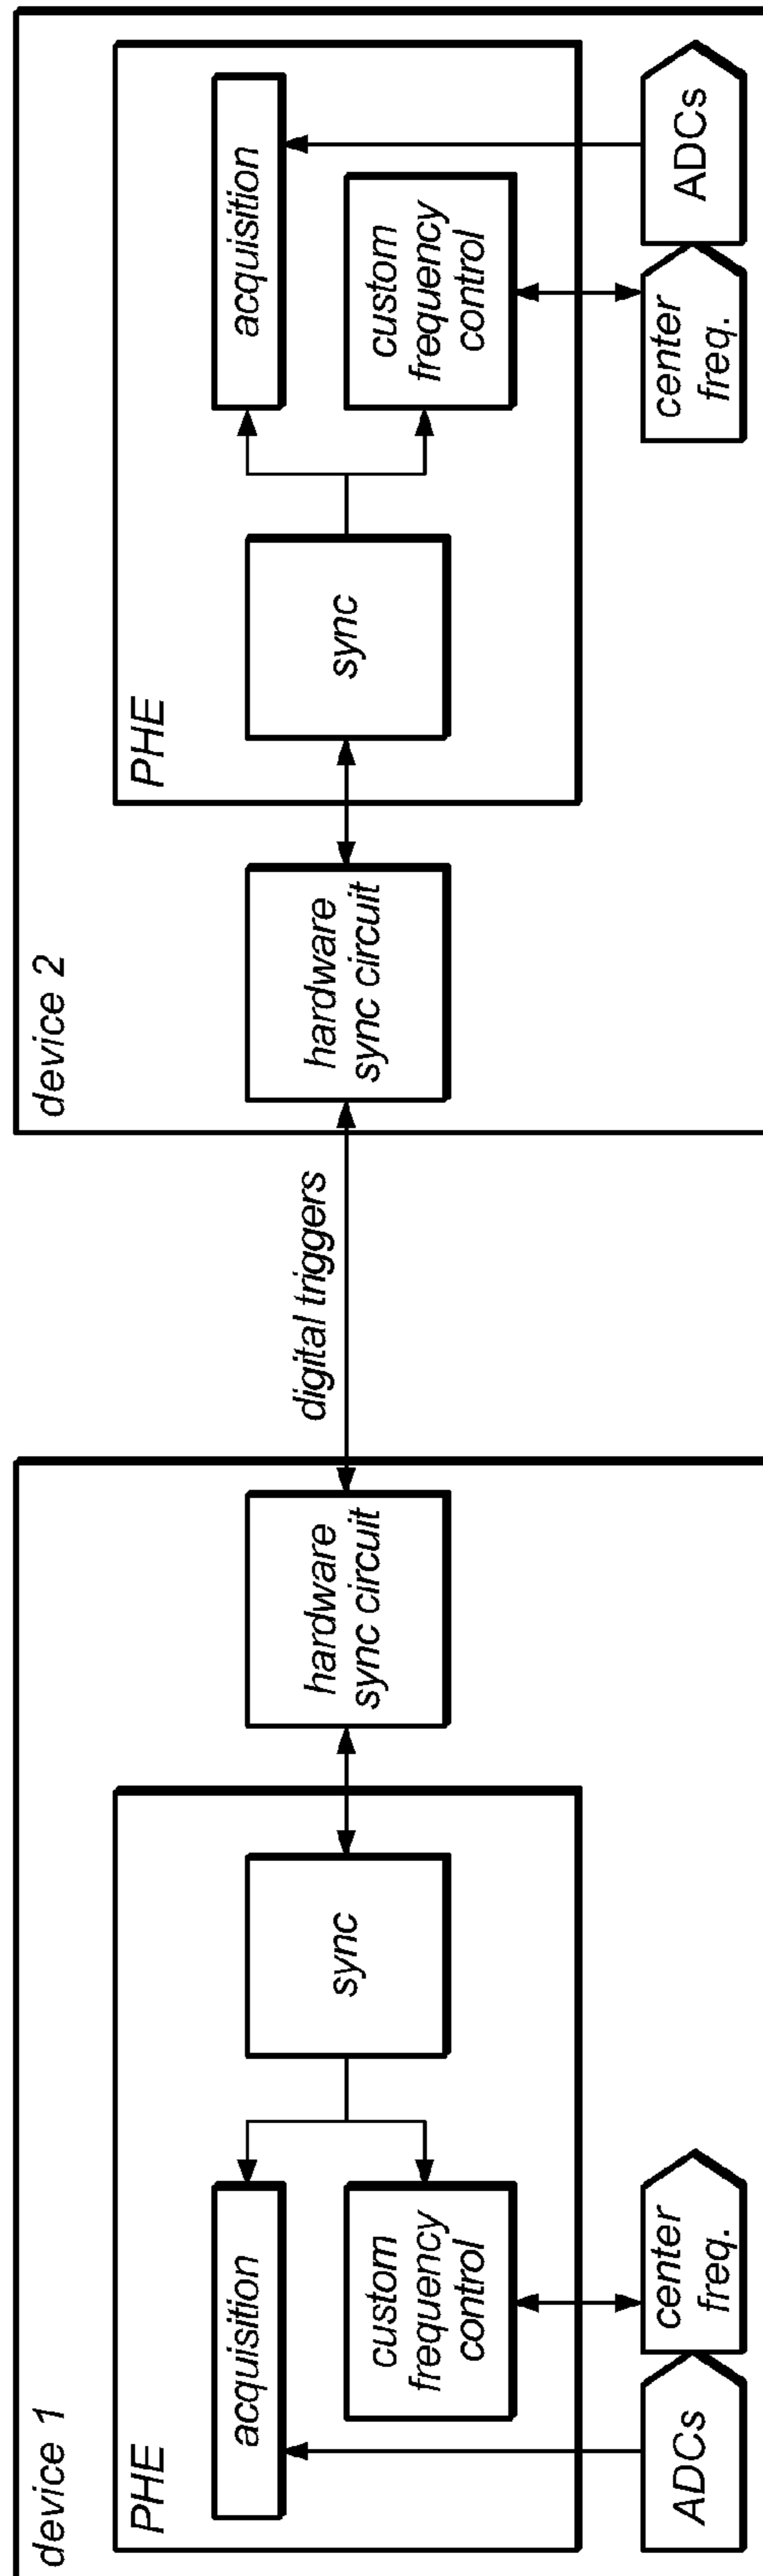 device 1
PHE
acquisition
custom
frequency
control
sync
ADCs
center
freq.
hardware
sync circuit
digital triggers
device 2
hardware
sync circuit
PHE
sync
acquisition
custom
frequency
control
center
freq.
ADCs